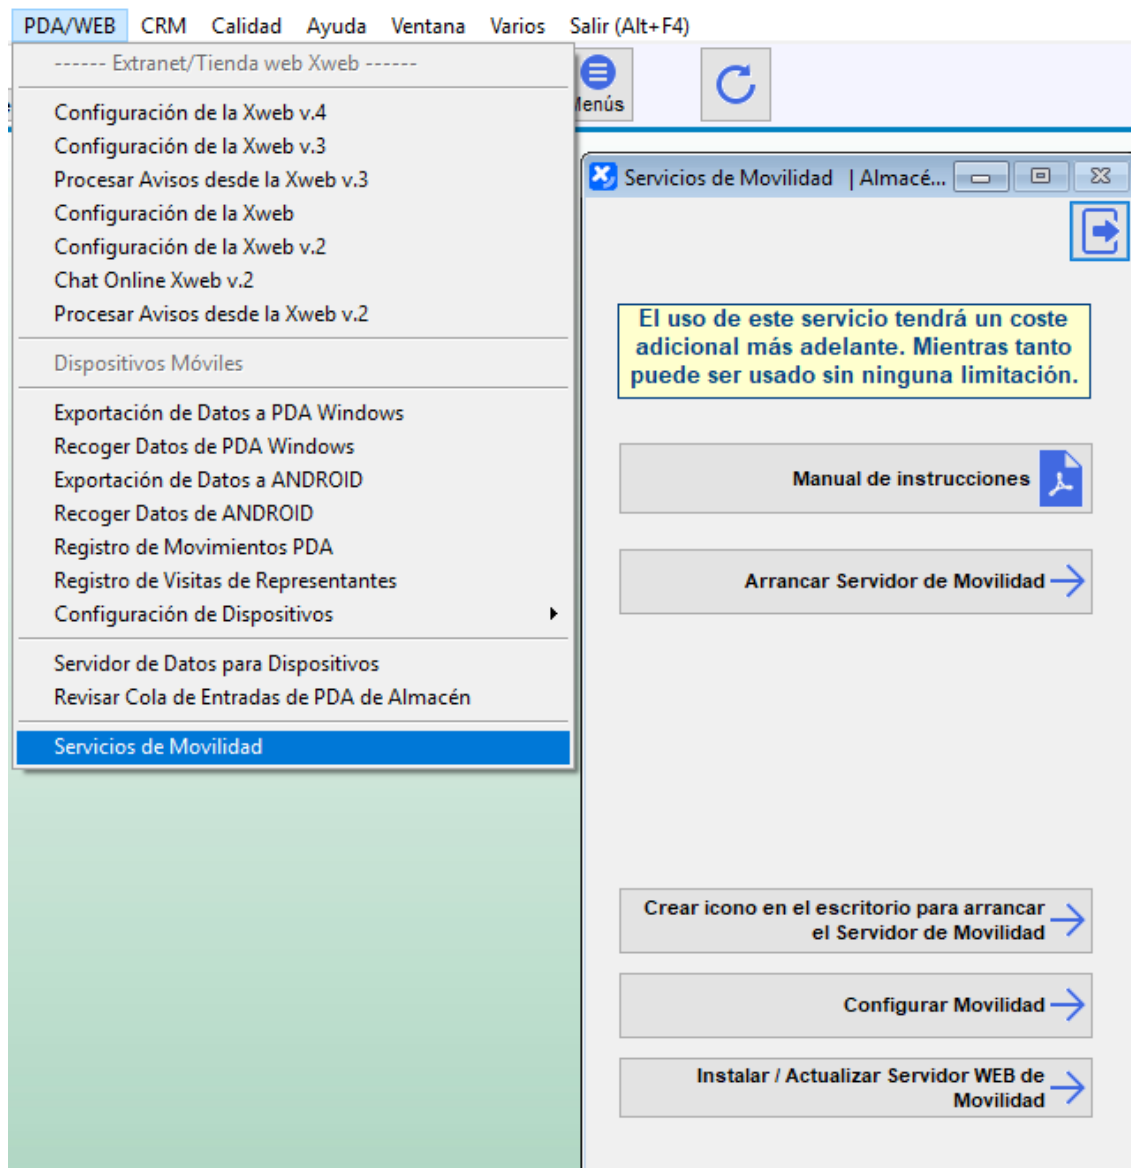 PDA/WEB CRM Calidad Ayuda Ventana Varios Salir (Alt+F4)
------ Extranet/Tienda web Xweb ------
Configuración de la Xweb v.4
Configuración de la Xweb v.3
Procesar Avisos desde la Xweb v.3
Configuración de la Xweb
Configuración de la Xweb v.2
Chat Online Xweb v.2
Procesar Avisos desde la Xweb v.2
Dispositivos Móviles
Exportación de Datos a PDA Windows
Recoger Datos de PDA Windows
Exportación de Datos a ANDROID
Recoger Datos de ANDROID
Registro de Movimientos PDA
Registro de Visitas de Representantes
Configuración de Dispositivos
Servidor de Datos para Dispositivos
Revisar Cola de Entradas de PDA de Almacén
Servicios de Movilidad
Servicios de Movilidad | Almacé...
El uso de este servicio tendrá un coste
adicional más adelante. Mientras tanto
puede ser usado sin ninguna limitación.
Manual de instrucciones
Arrancar Servidor de Movilidad
Crear icono en el escritorio para arrancar
el Servidor de Movilidad
Configurar Movilidad
Instalar / Actualizar Servidor WEB de
Movilidad